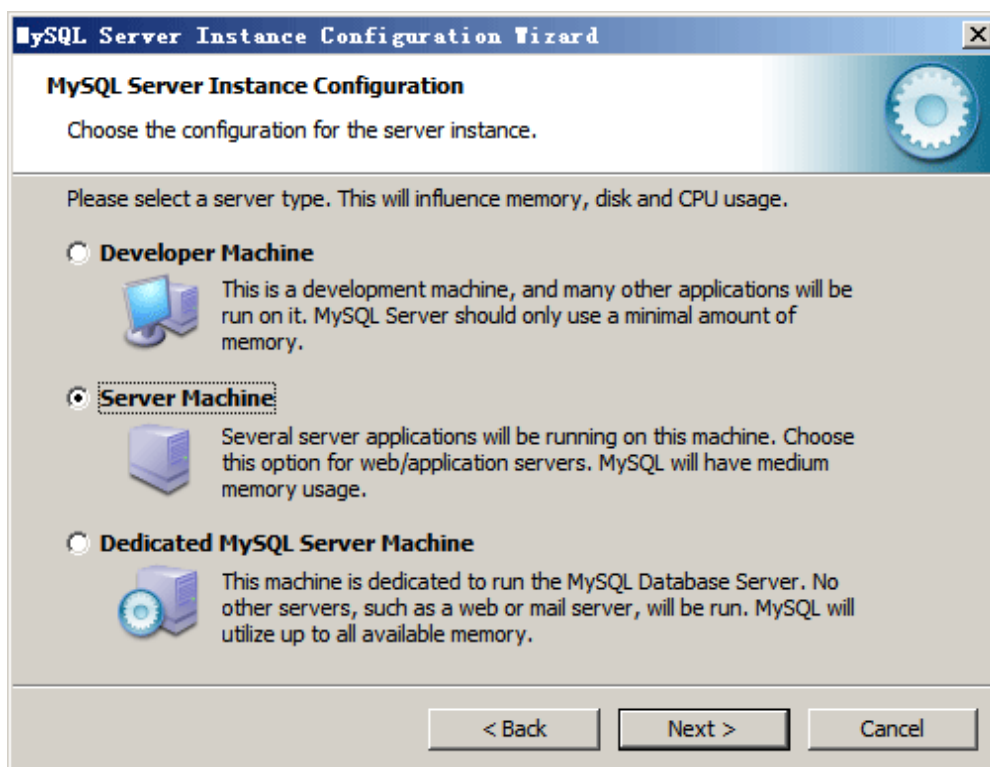 MySQL Server Instance Configuration Wizard
MySQL Server Instance Configuration
Choose the configuration for the server instance.
Please select a server type. This will influence memory, disk and CPU usage.
Developer Machine
This is a development machine, and many other applications will be
run on it. MySQL Server should only use a minimal amount of
memory.
Server Machine
Several server applications will be running on this machine. Choose
this option for web/application servers. MySQL will have medium
memory usage.
Dedicated MySQL Server Machine
This machine is dedicated to run the MySQL Database Server. No
other servers, such as a web or mail server, will be run. MySQL will
utilize up to all available memory.
< Back Next > Cancel